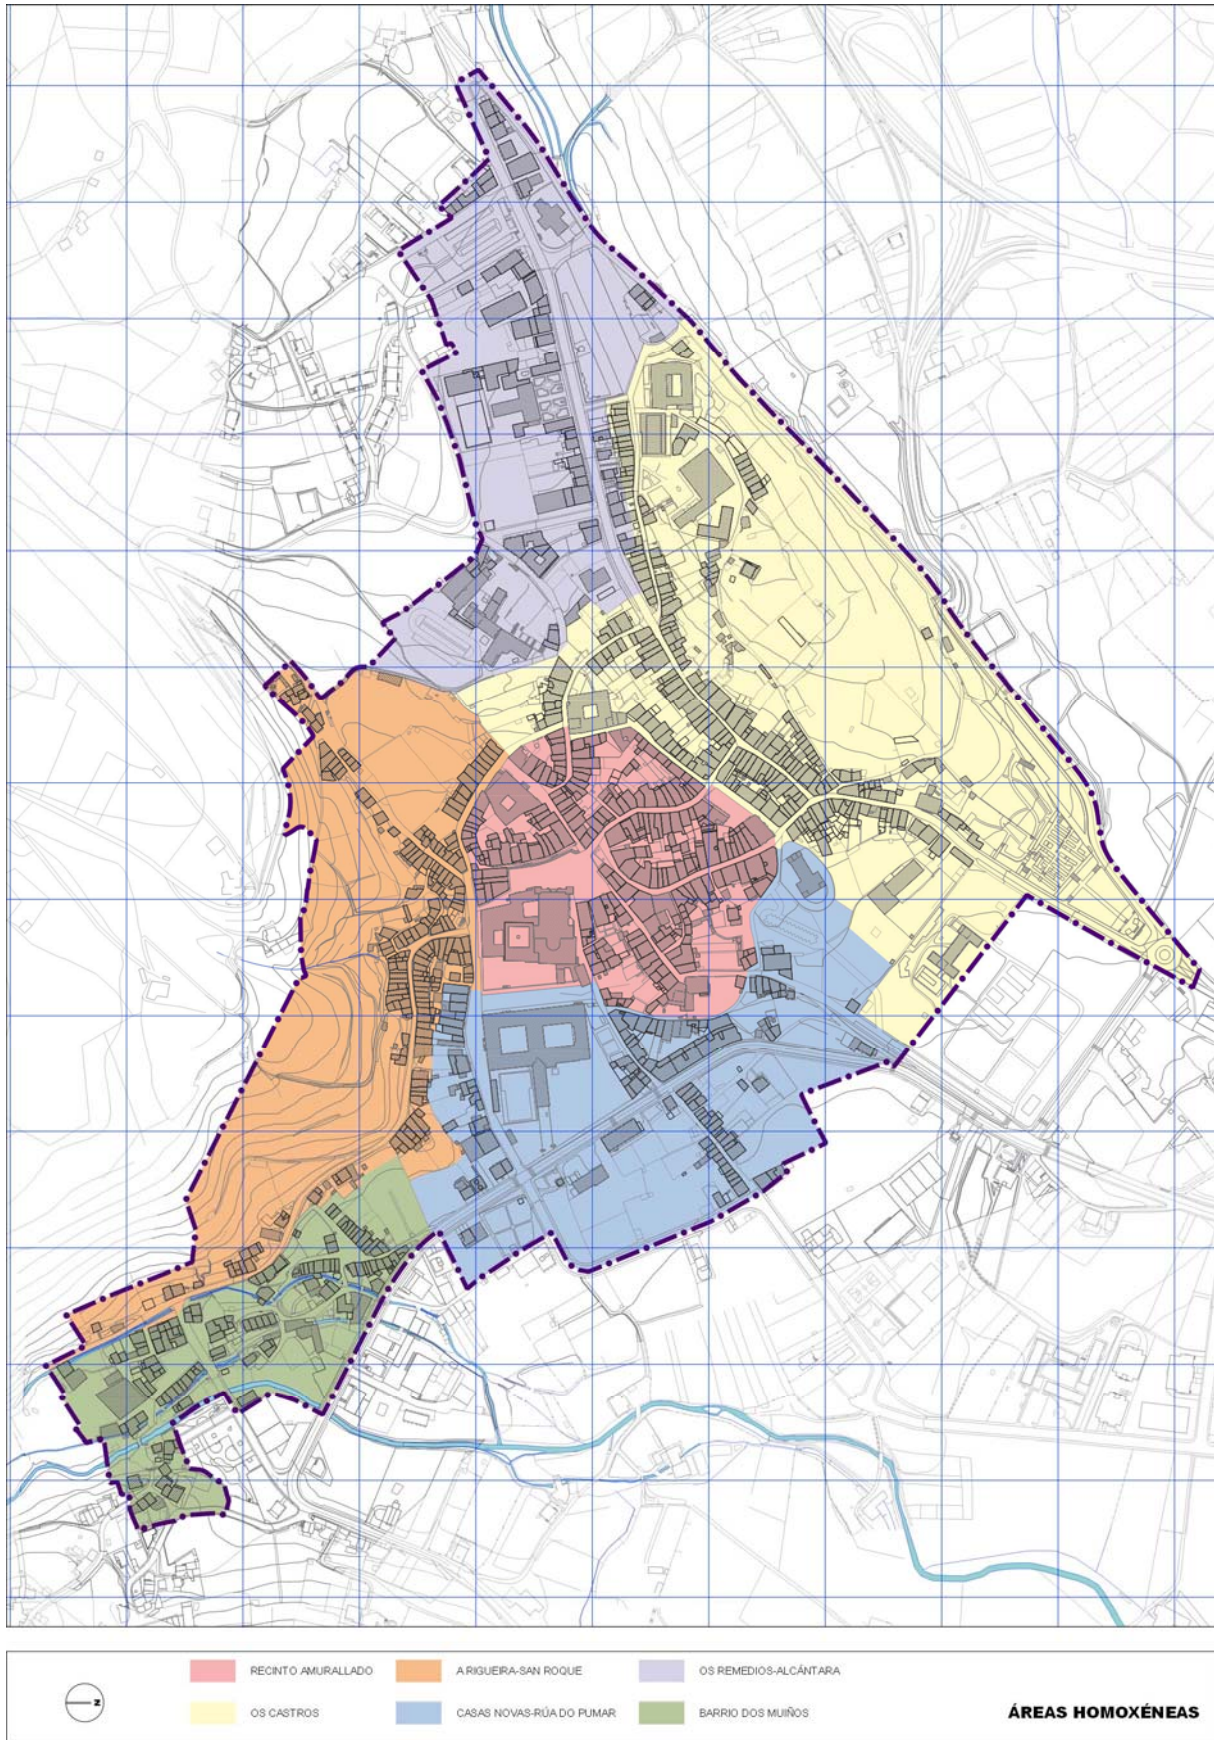 RECINTO AMURALLADO
A RIGUEIRA-SAN ROQUE
OS REMEDIOS-ALCÁNTARA
OS CASTROS
CASAS NOVAS-RÚA DO PUMAR
BARRIO DOS MUIÑOS
ÁREAS HOMOXÉNEAS
N